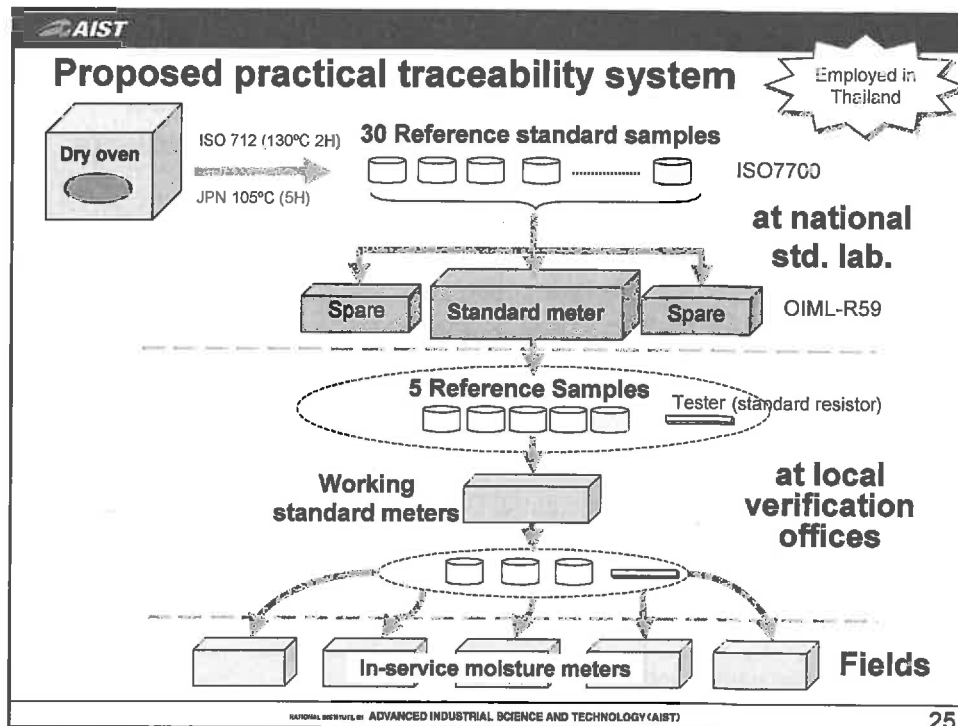 AIST
Proposed practical traceability system
Employed in
Thailand
Dry oven
ISO 712 (130ºC 2H)
JPN 105ºC (5H)
30 Reference standard samples
ISO7700
at national
std. lab.
Spare
Standard meter
Spare
OIML-R59
5 Reference Samples
Tester (standard resistor)
Working
standard meters
at local
verification
offices
In-service moisture meters
Fields
NATIONAL INSTITUTE OF ADVANCED INDUSTRIAL SCIENCE AND TECHNOLOGY (AIST)
25